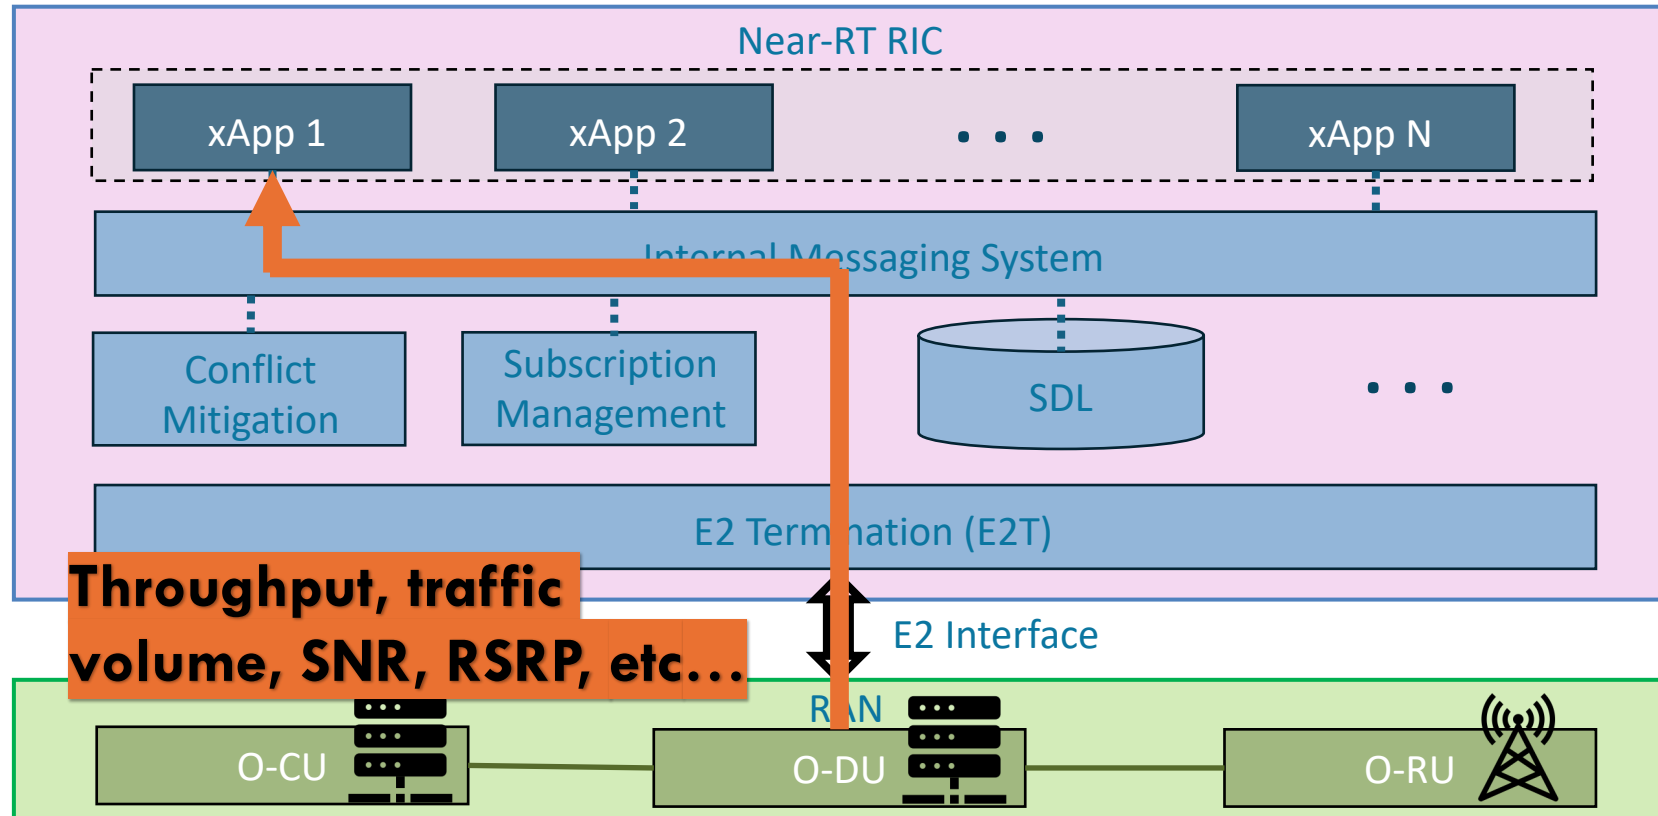 Near-RT RIC
xApp 1
xApp 2
. . .
xApp N
Internal Messaging System
Conflict
Mitigation
Subscription
Management
SDL
. . .
E2 Termination (E2T)
Throughput, traffic
volume, SNR, RSRP, etc...
E2 Interface
RAN
O-CU
O-DU
O-RU